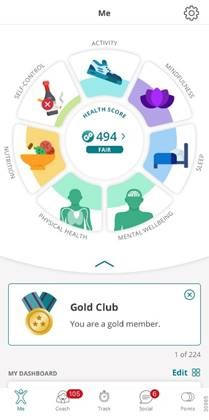 Me
ACTIVITY
SELF-CONTROL
MINDFULNESS
HEALTH SCORE
494 >
FAIR
NUTRITION
SLEEP
PHYSICAL HEALTH
MENTAL WELLBEING
Gold Club
You are a gold member.
1 of 224
MY DASHBOARD
Edit
105
6
Me
Coach
Track
Social
Points